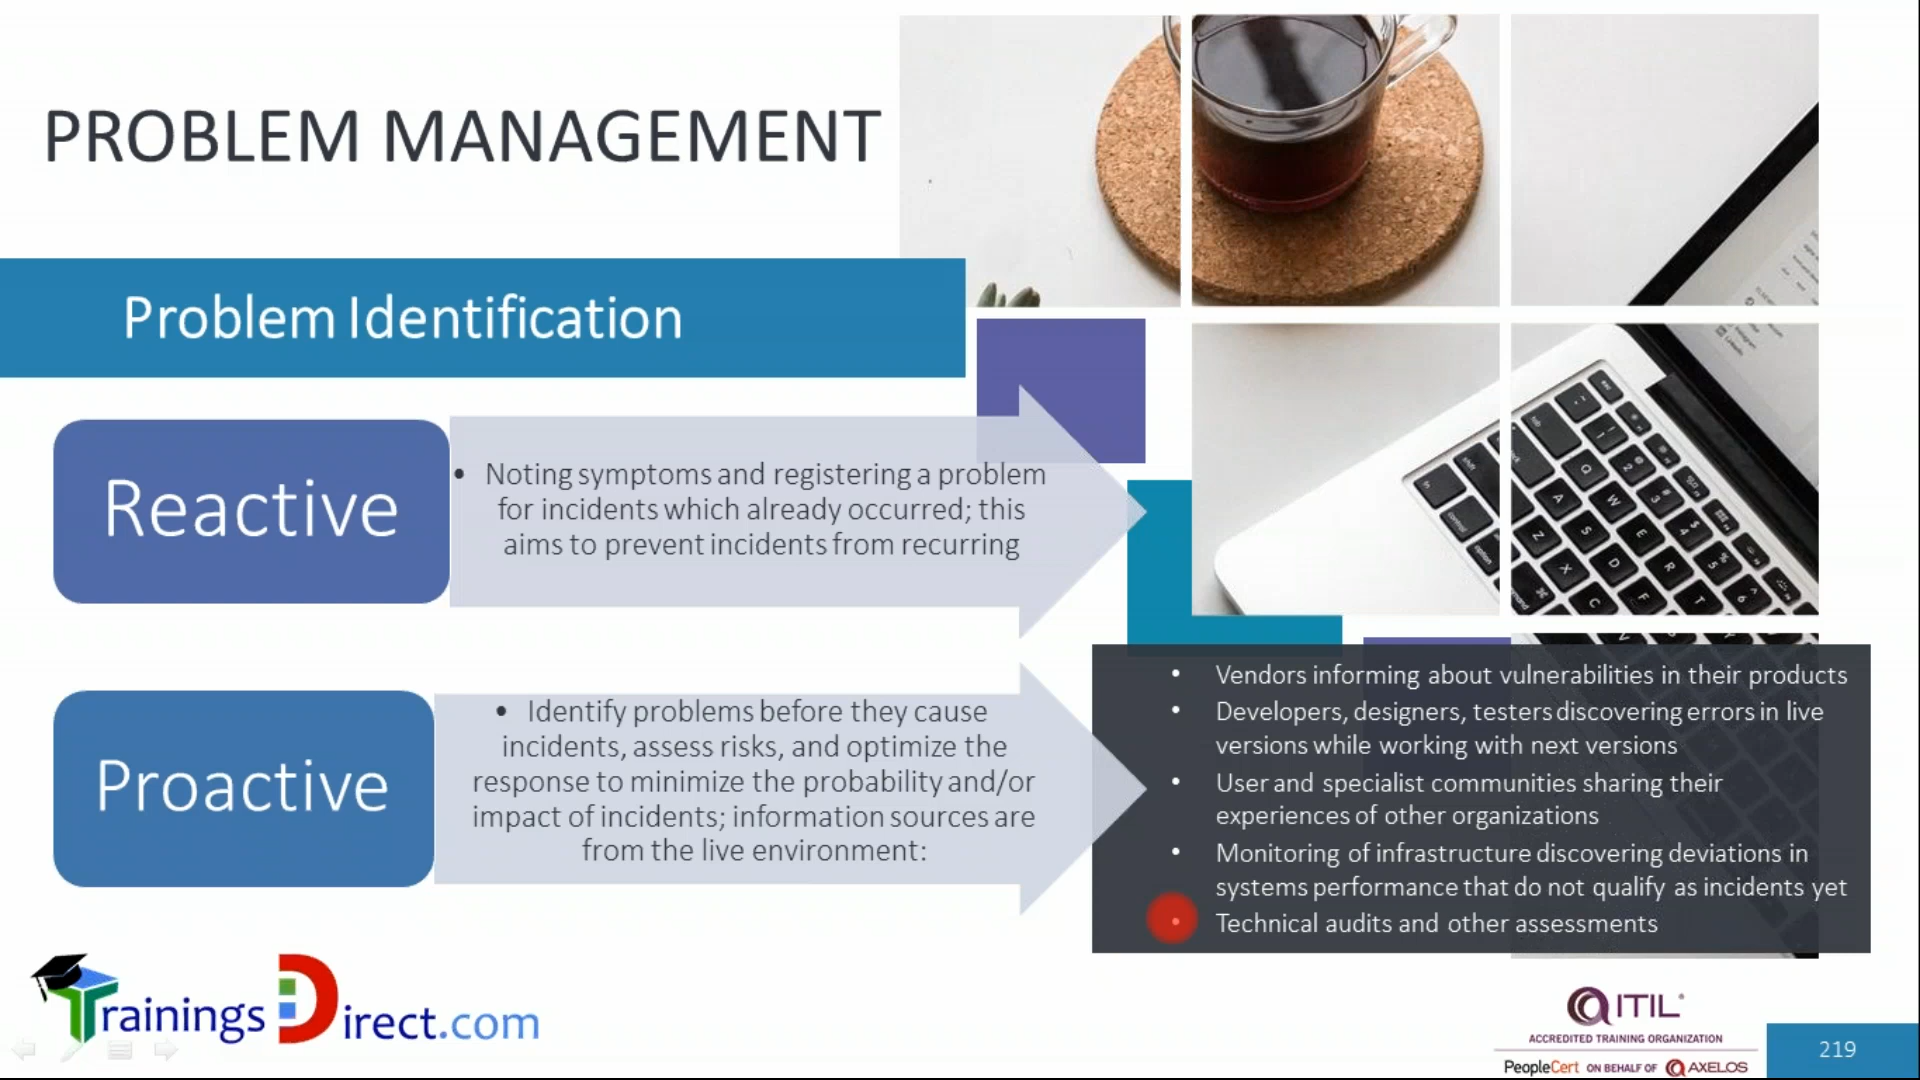 PROBLEM MANAGEMENT
Problem Identification
Reactive
• Noting symptoms and registering a problem
for incidents which already occurred; this
aims to prevent incidents from recurring
Proactive
• Identify problems before they cause
incidents, assess risks, and optimize the
response to minimize the probability and/or
impact of incidents; information sources are
from the live environment:
• Vendors informing about vulnerabilities in their products
• Developers, designers, testers discovering errors in live
versions while working with next versions
• User and specialist communities sharing their
experiences of other organizations
• Monitoring of infrastructure discovering deviations in
systems performance that do not qualify as incidents yet
• Technical audits and other assessments
TrainingsDirect.com
ITIL®
ACCREDITED TRAINING ORGANIZATION
PeopleCert ON BEHALF OF AXELOS
219